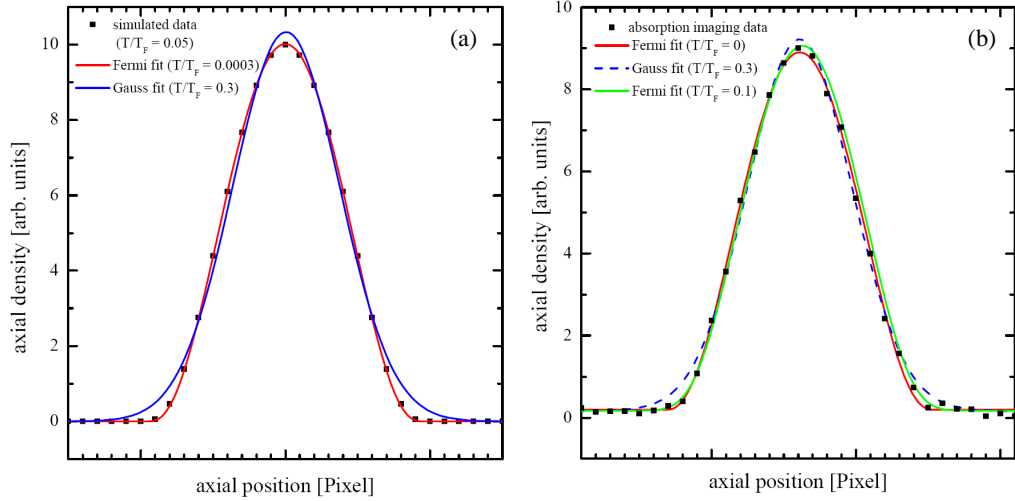 simulated data
(T/T_F = 0.05)
Fermi fit (T/T_F = 0.0003)
Gauss fit (T/T_F = 0.3)
(a)
10
8
6
4
2
0
axial density [arb. units]
axial position [Pixel]
absorption imaging data
Fermi fit (T/T_F = 0)
Gauss fit (T/T_F = 0.3)
Fermi fit (T/T_F = 0.1)
(b)
10
8
6
4
2
0
axial density [arb. units]
axial position [Pixel]